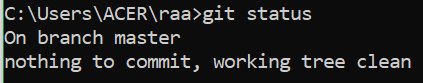 C:\Users\ACER\raa>git status
On branch master
nothing to commit, working tree clean